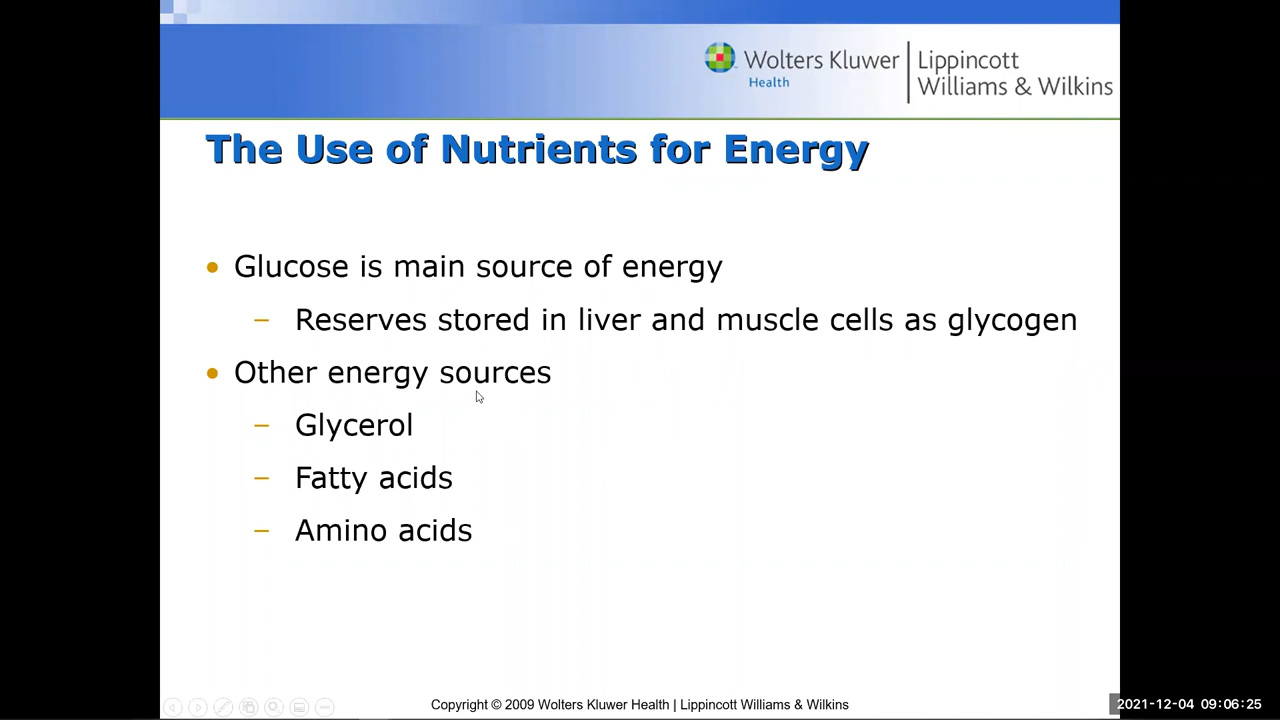 Wolters Kluwer
Health
Lippincott
Williams & Wilkins
The Use of Nutrients for Energy
• Glucose is main source of energy
– Reserves stored in liver and muscle cells as glycogen
• Other energy sources
– Glycerol
– Fatty acids
– Amino acids
Copyright © 2009 Wolters Kluwer Health | Lippincott Williams & Wilkins
2021-12-04 09:06:25